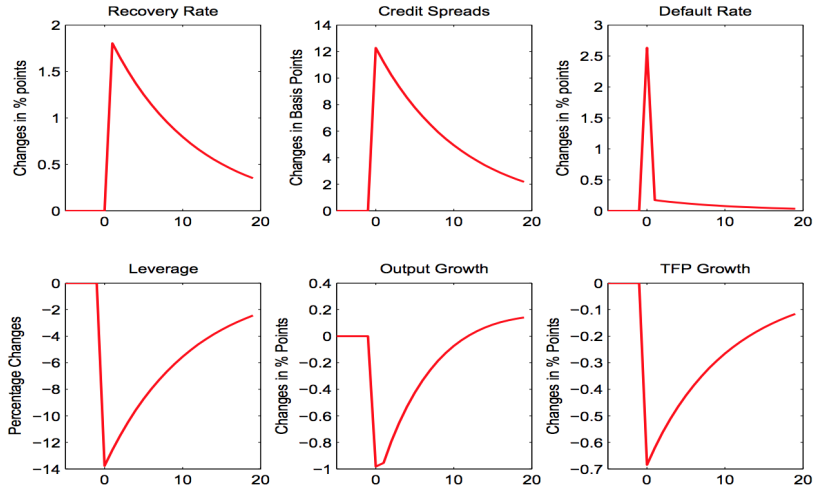 Recovery Rate
Changes in % points
2
1.5
1
0.5
0
0 10 20
Credit Spreads
Changes in Basis Points
14
12
10
8
6
4
2
0
0 10 20
Default Rate
Changes in % points
3
2.5
2
1.5
1
0.5
0
0 10 20
Leverage
Percentage Changes
0
−2
−4
−6
−8
−10
−12
−14
0 10 20
Output Growth
Changes in % Points
0.4
0.2
0
−0.2
−0.4
−0.6
−0.8
−1
0 10 20
TFP Growth
Changes in % Points
0
−0.1
−0.2
−0.3
−0.4
−0.5
−0.6
−0.7
0 10 20